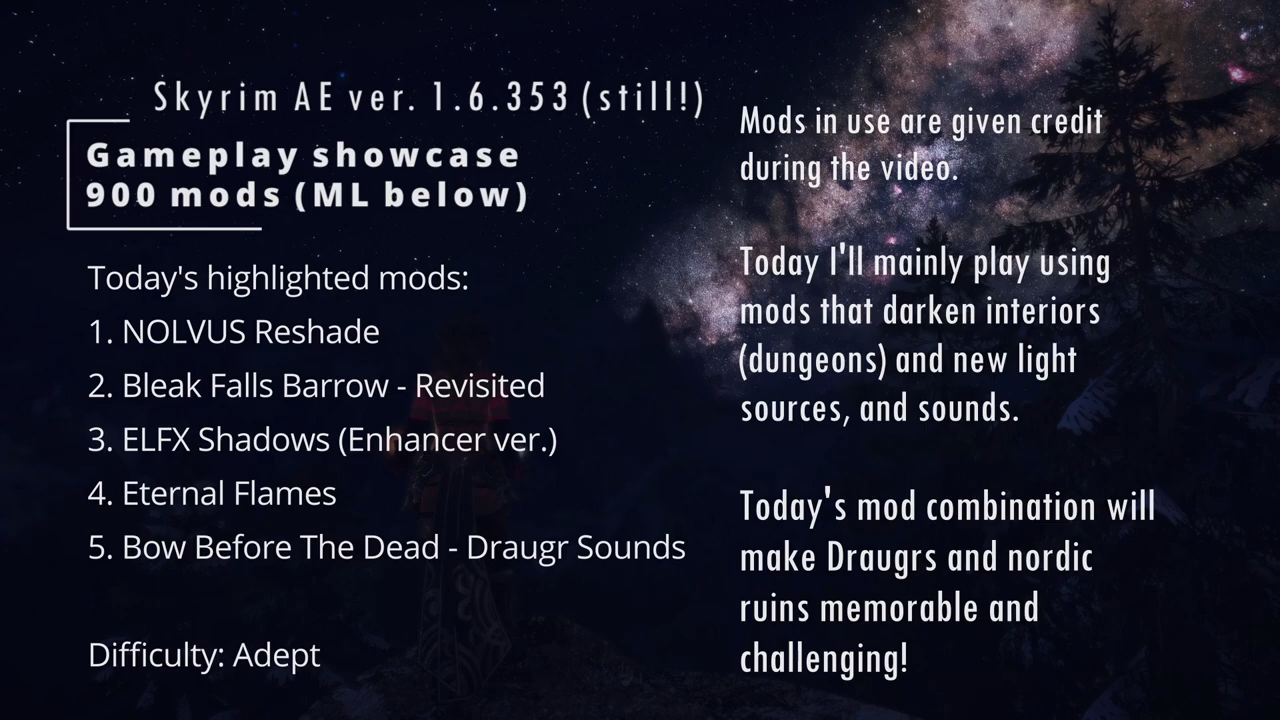 Skyrim AE ver. 1.6.353 (still!)
Gameplay showcase
900 mods (ML below)
Today's highlighted mods:
1. NOLVUS Reshade
2. Bleak Falls Barrow - Revisited
3. ELFX Shadows (Enhancer ver.)
4. Eternal Flames
5. Bow Before The Dead - Draugr Sounds
Difficulty: Adept
Mods in use are given credit
during the video.
Today I'll mainly play using
mods that darken interiors
(dungeons) and new light
sources, and sounds.
Today's mod combination will
make Draugrs and nordic
ruins memorable and
challenging!